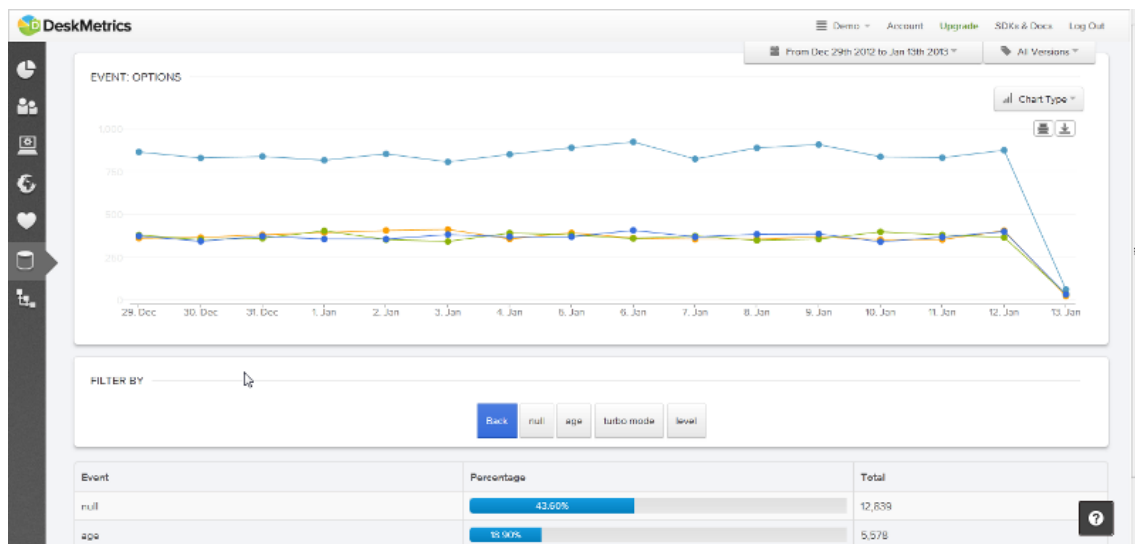 DeskMetrics
Demo Account Upgrade SDKs & Docs Log Out
From Dec 29th 2012 to Jan 13th 2013 All Versions
EVENT: OPTIONS
Chart Type
1,000
750
500
250
0
29. Dec 30. Dec 31. Dec 1. Jan 2. Jan 3. Jan 4. Jan 5. Jan 6. Jan 7. Jan 8. Jan 9. Jan 10. Jan 11. Jan 12. Jan 13. Jan
FILTER BY
Back null age turbo mode level
Event Percentage Total
null 43.60% 12,839
age 18.90% 5,578
?